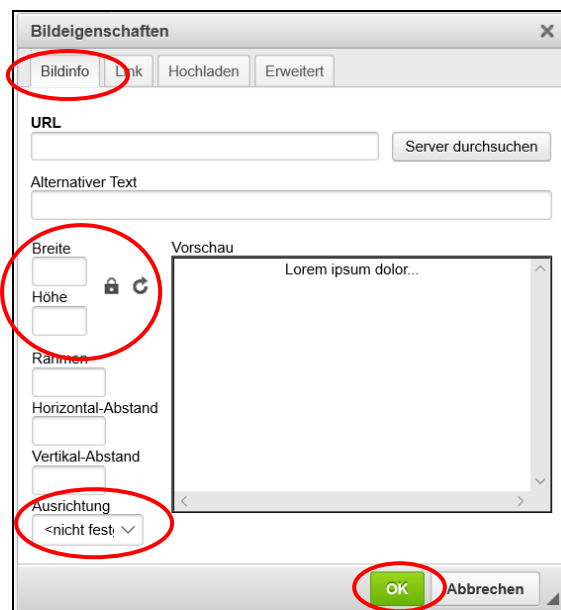 Bildeigenschaften
Bildinfo Link Hochladen Erweitert
URL
Server durchsuchen
Alternativer Text
Breite
Vorschau
Lorem ipsum dolor...
Höhe
Rahmen
Horizontal-Abstand
Vertikal-Abstand
Ausrichtung
<nicht festg
OK Abbrechen